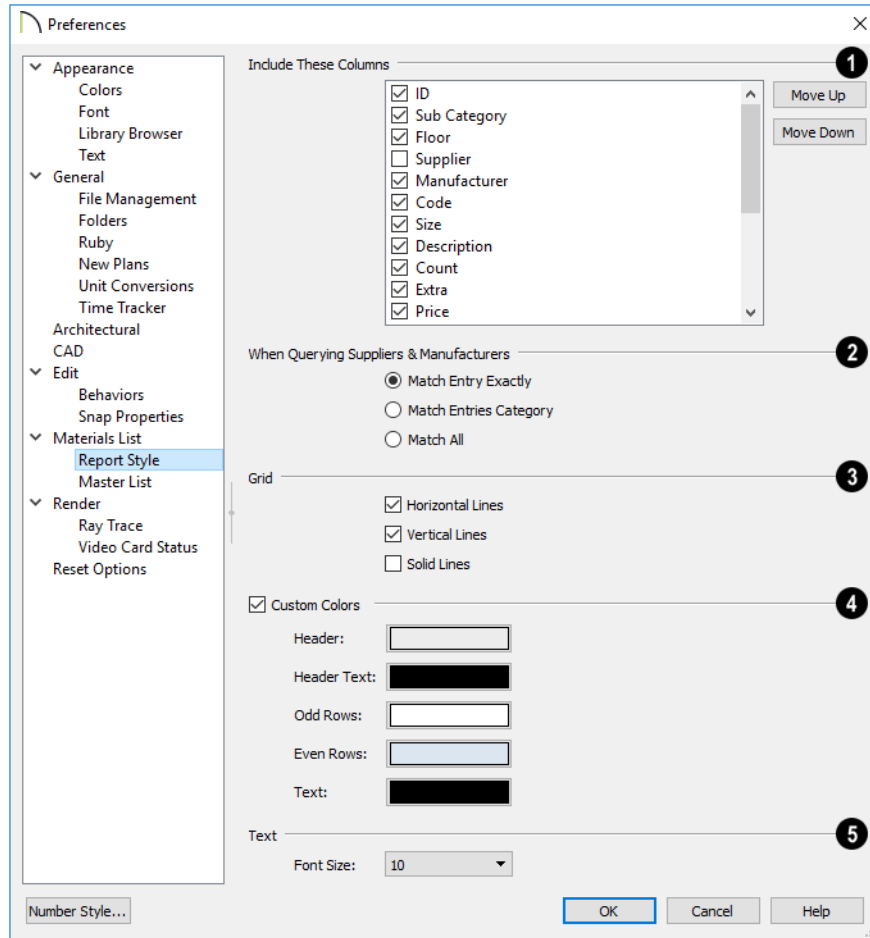 Preferences
Appearance
Colors
Font
Library Browser
Text
General
File Management
Folders
Ruby
New Plans
Unit Conversions
Time Tracker
Architectural
CAD
Edit
Behaviors
Snap Properties
Materials List
Report Style
Master List
Render
Ray Trace
Video Card Status
Reset Options
Include These Columns 1
ID
Sub Category
Floor
Supplier
Manufacturer
Code
Size
Description
Count
Extra
Price
Move Up
Move Down
When Querying Suppliers & Manufacturers 2
Match Entry Exactly
Match Entries Category
Match All
Grid 3
Horizontal Lines
Vertical Lines
Solid Lines
Custom Colors 4
Header:
Header Text:
Odd Rows:
Even Rows:
Text:
Text 5
Font Size: 10
Number Style... OK Cancel Help